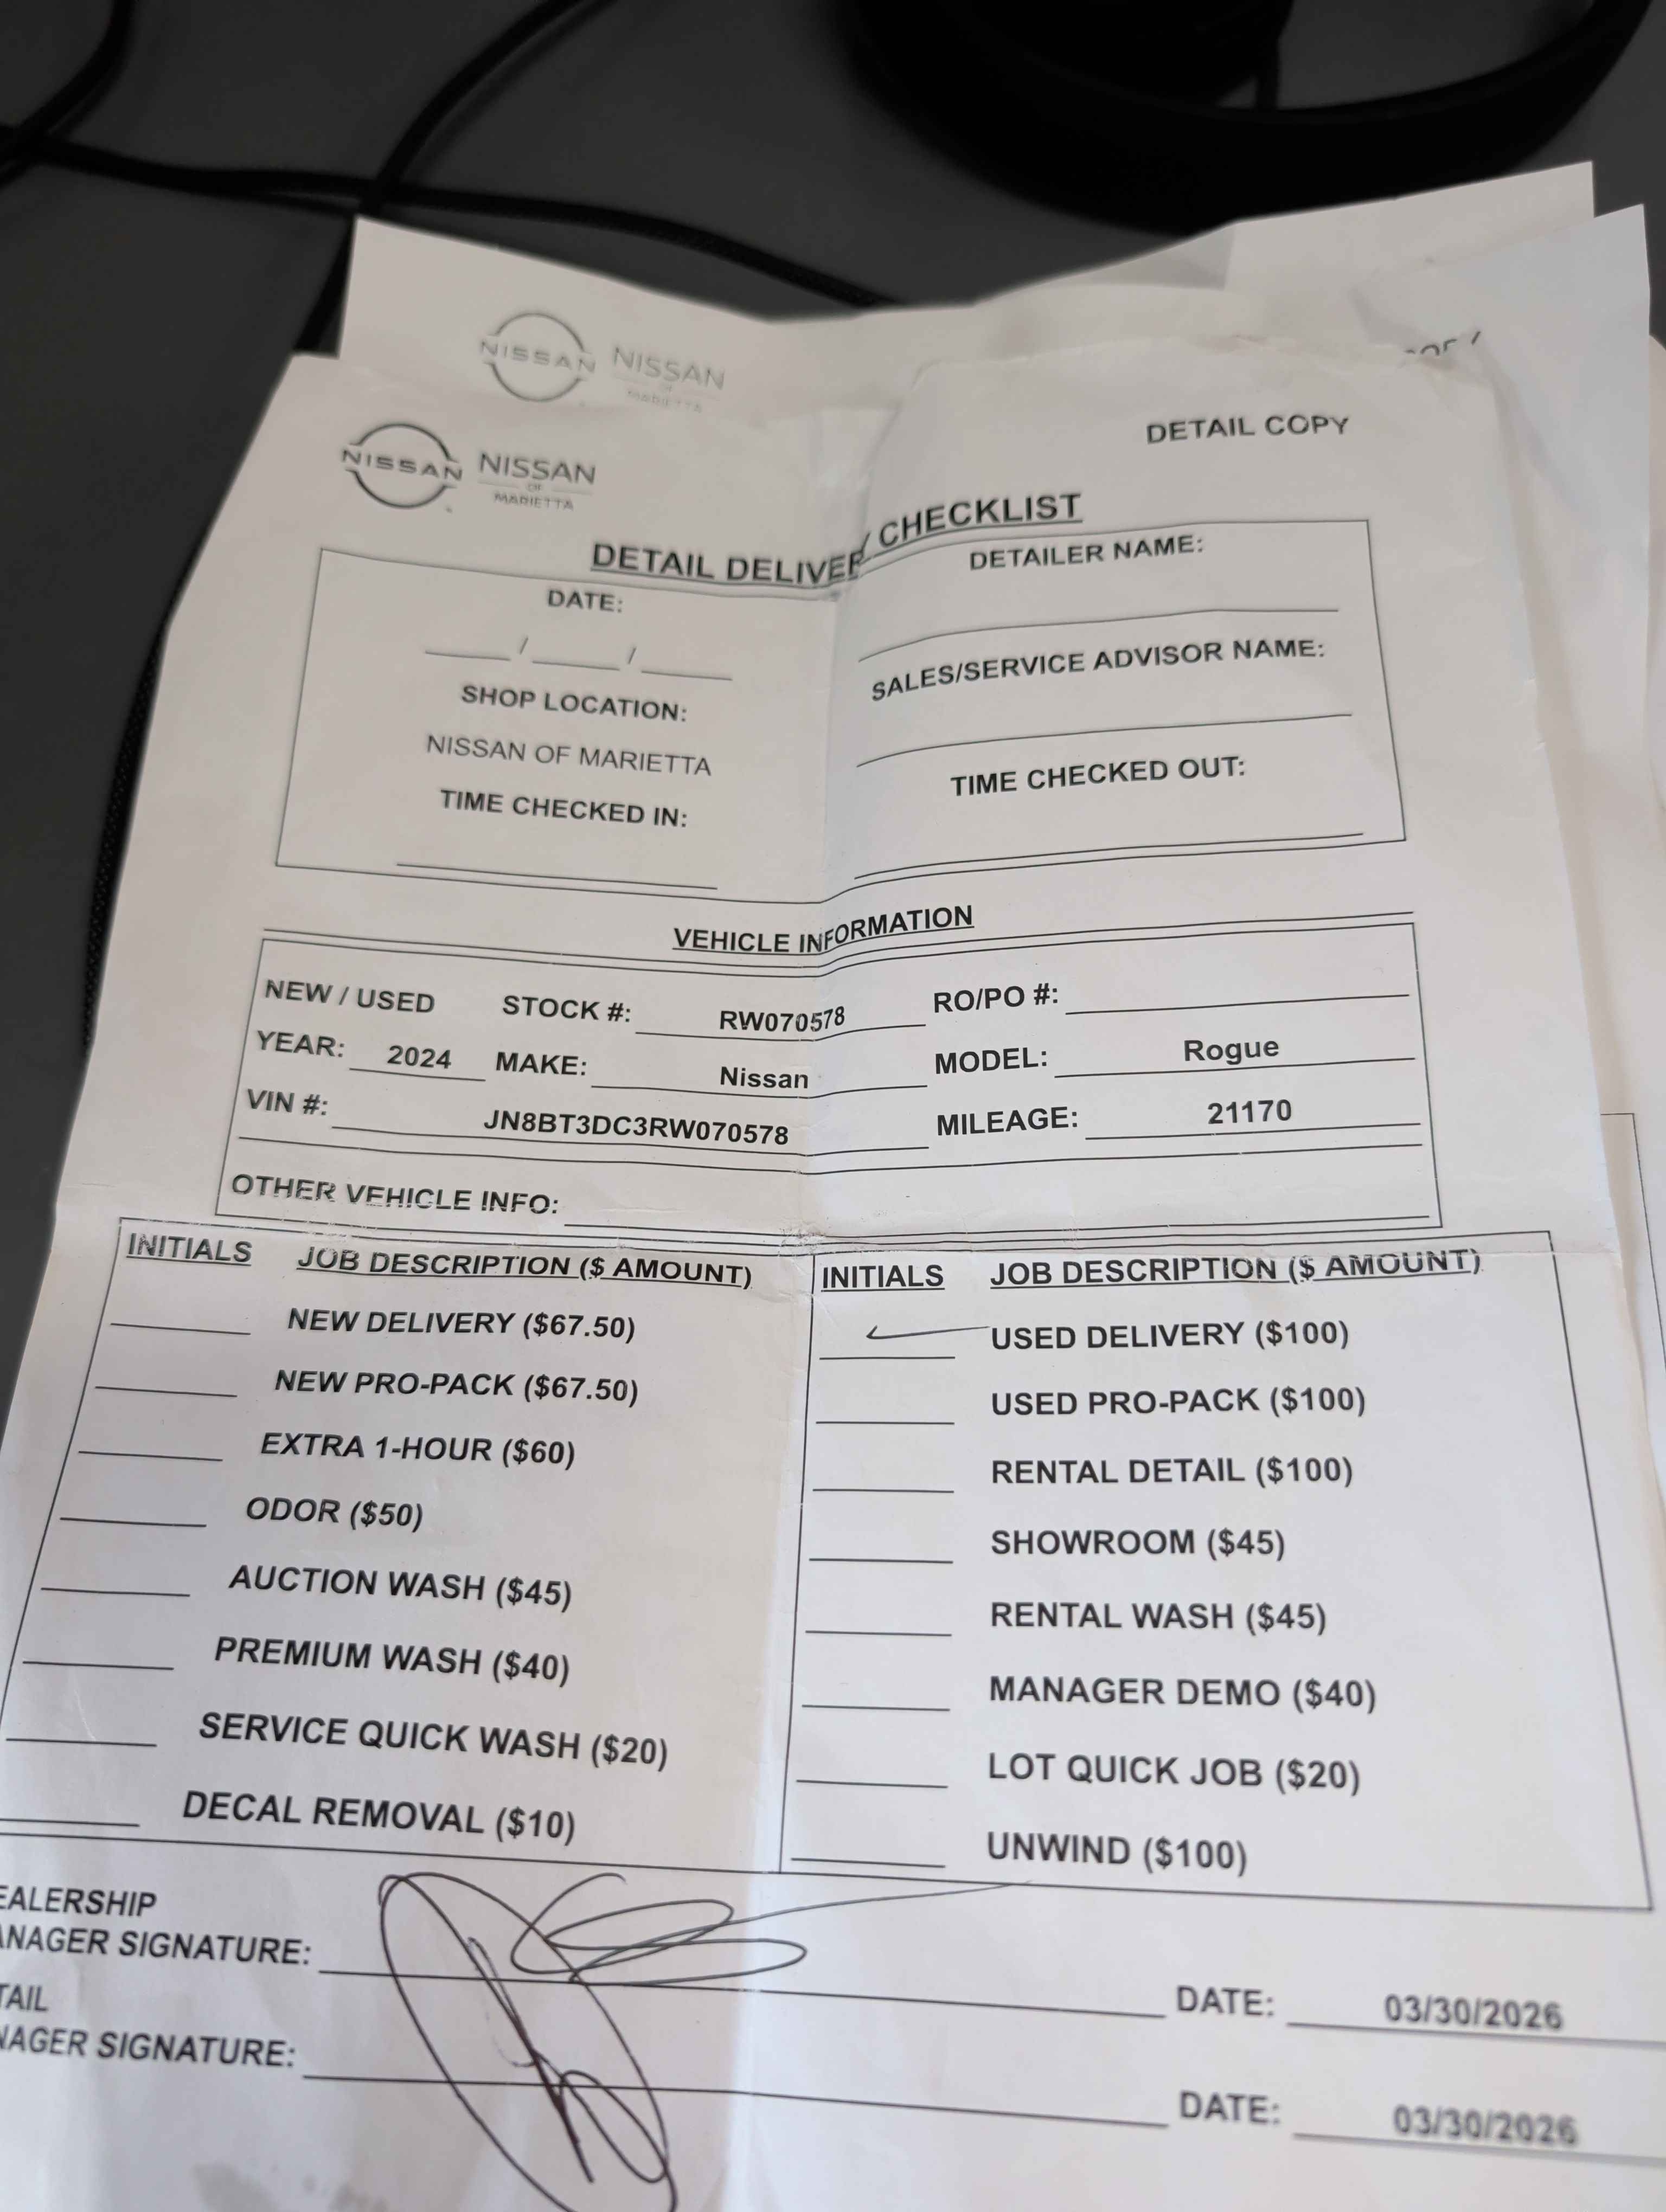 NISSAN NISSAN
OF
MARIETTA
NISSAN NISSAN
OF
MARIETTA
DETAIL COPY
DETAIL DELIVERY CHECKLIST
DATE:
/ /
SHOP LOCATION:
NISSAN OF MARIETTA
TIME CHECKED IN:
DETAILER NAME:
SALES/SERVICE ADVISOR NAME:
TIME CHECKED OUT:
VEHICLE INFORMATION
NEW / USED STOCK #: RW070578 RO/PO #:
YEAR: 2024 MAKE: Nissan MODEL: Rogue
VIN #: JN8BT3DC3RW070578 MILEAGE: 21170
OTHER VEHICLE INFO:
INITIALS JOB DESCRIPTION ($ AMOUNT)
NEW DELIVERY ($67.50)
NEW PRO-PACK ($67.50)
EXTRA 1-HOUR ($60)
ODOR ($50)
AUCTION WASH ($45)
PREMIUM WASH ($40)
SERVICE QUICK WASH ($20)
DECAL REMOVAL ($10)
INITIALS JOB DESCRIPTION ($ AMOUNT)
USED DELIVERY ($100)
USED PRO-PACK ($100)
RENTAL DETAIL ($100)
SHOWROOM ($45)
RENTAL WASH ($45)
MANAGER DEMO ($40)
LOT QUICK JOB ($20)
UNWIND ($100)
EALERSHIP
ANAGER SIGNATURE: DATE: 03/30/2026
TAIL
NAGER SIGNATURE: DATE: 03/30/2026